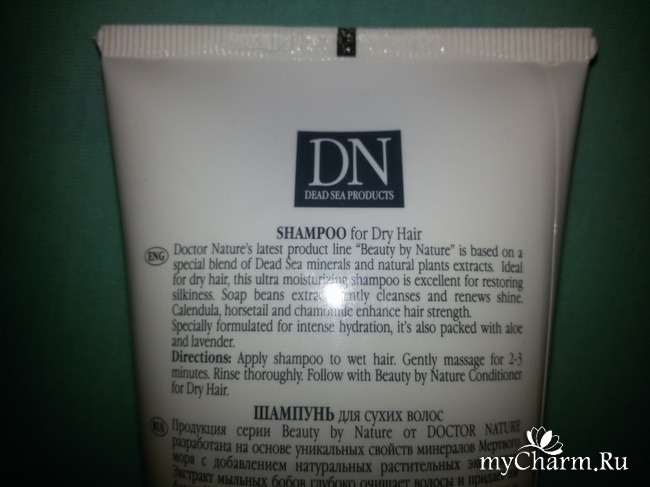 DN
DEAD SEA PRODUCTS
SHAMPOO for Dry Hair
ENG Doctor Nature's latest product line "Beauty by Nature" is based on a
special blend of Dead Sea minerals and natural plants extracts. Ideal
for dry hair, this ultra moisturizing shampoo is excellent for restoring
silkiness. Soap beans cleanses and renews shine.
Calendula, horsetail and chamomile enhance hair strength.
Specially formulated for intense hydration, it's also packed with aloe
and lavender.
Directions: Apply shampoo to wet hair. Gently massage for 2-3
minutes. Rinse thoroughly. Follow with Beauty by Nature Conditioner
for Dry Hair.
ШАМПУНЬ для сухих волос
RUS Продукция серии Beauty by Nature от DOCTOR NATURE
разработана на основе уникальных свойств минералов Мертвого
моря с добавлением натуральных растительных
Экстракт мыльных бобов глубоко очищает волосы и
myCharm.Ru